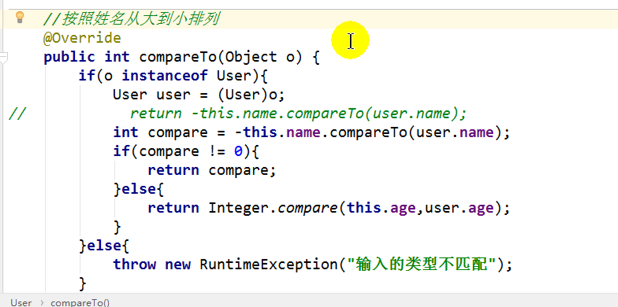 //按照姓名从大到小排列
@Override
public int compareTo(Object o) {
if(o instanceof User){
User user = (User)o;
// return -this.name.compareTo(user.name);
int compare = -this.name.compareTo(user.name);
if(compare != 0){
return compare;
}else{
return Integer.compare(this.age,user.age);
}
}else{
throw new RuntimeException("输入的类型不匹配");
}
User › compareTo()